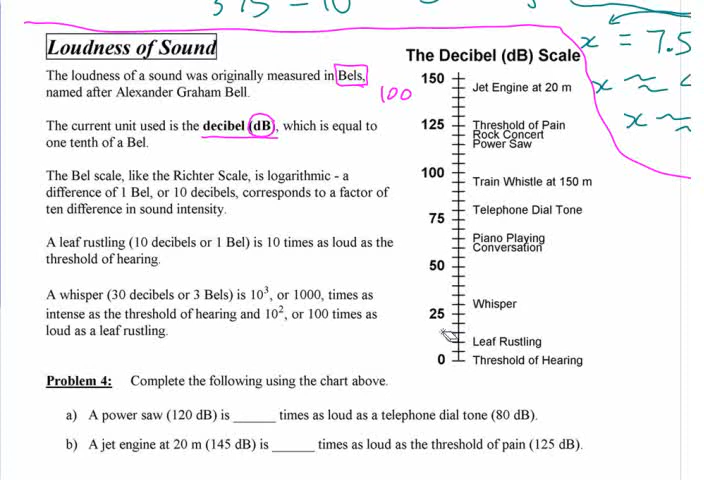 x = 7.5
Loudness of Sound
The loudness of a sound was originally measured in Bels,
named after Alexander Graham Bell.
100
The current unit used is the decibel (dB), which is equal to
one tenth of a Bel.
The Bel scale, like the Richter Scale, is logarithmic - a
difference of 1 Bel, or 10 decibels, corresponds to a factor of
ten difference in sound intensity.
A leaf rustling (10 decibels or 1 Bel) is 10 times as loud as the
threshold of hearing.
A whisper (30 decibels or 3 Bels) is 10³, or 1000, times as
intense as the threshold of hearing and 10², or 100 times as
loud as a leaf rustling.
The Decibel (dB) Scale
150
Jet Engine at 20 m
x ≈
125
Threshold of Pain
x ≈
Rock Concert
Power Saw
100
Train Whistle at 150 m
Telephone Dial Tone
75
Piano Playing
Conversation
50
Whisper
25
Leaf Rustling
0
Threshold of Hearing
Problem 4: Complete the following using the chart above.
a) A power saw (120 dB) is ______ times as loud as a telephone dial tone (80 dB).
b) A jet engine at 20 m (145 dB) is ______ times as loud as the threshold of pain (125 dB).